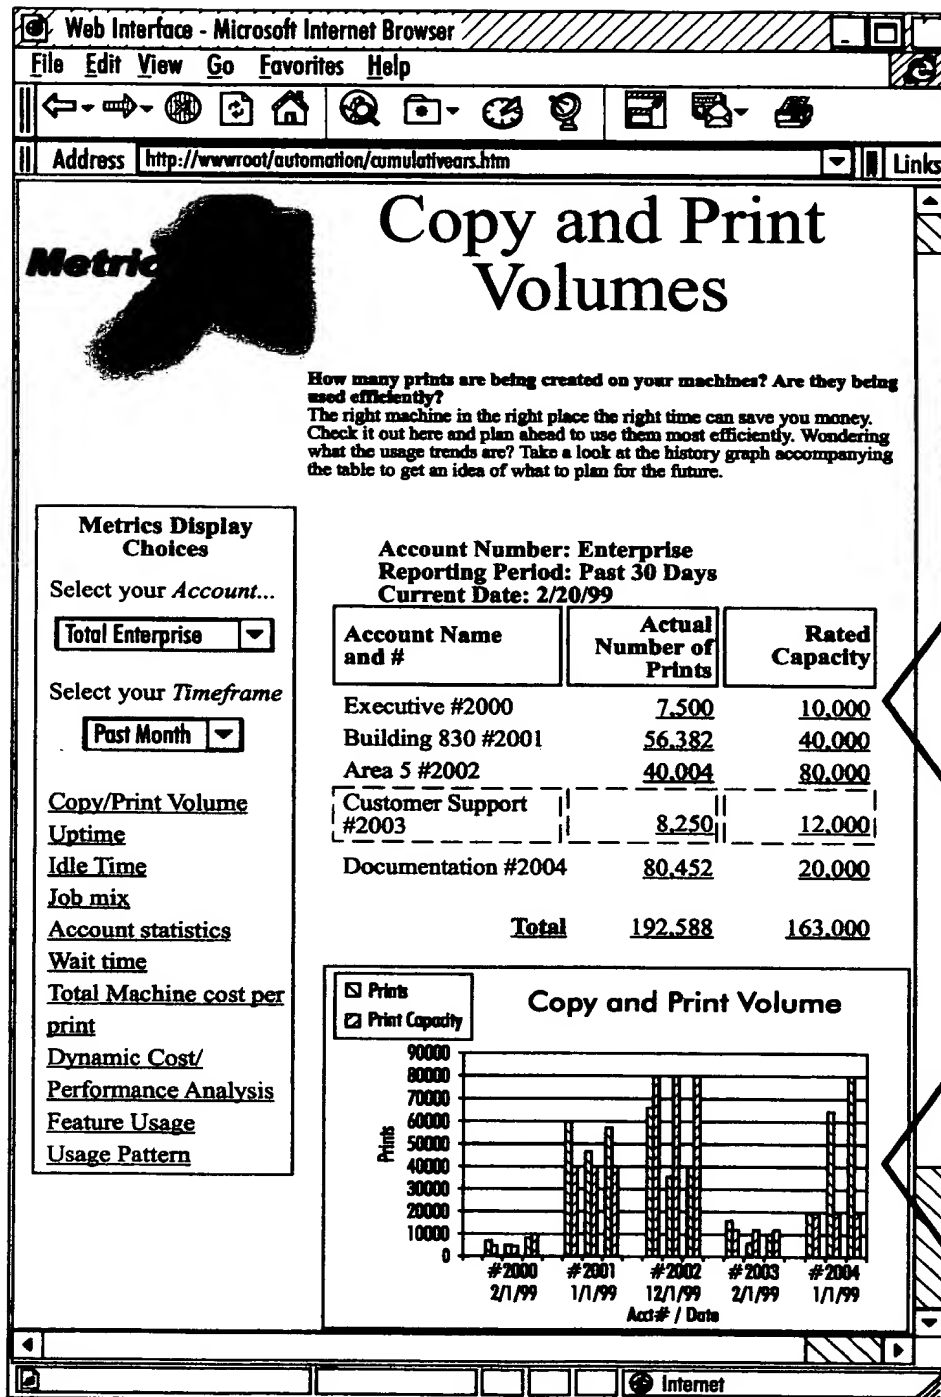 Web Interface - Microsoft Internet Browser
File Edit View Go Favorites Help
Address http://wwwroot/automation/cumulativears.htm Links
Metric
Copy and Print
Volumes
How many prints are being created on your machines? Are they being
used efficiently?
The right machine in the right place the right time can save you money.
Check it out here and plan ahead to use them most efficiently. Wondering
what the usage trends are? Take a look at the history graph accompanying
the table to get an idea of what to plan for the future.
Metrics Display
Choices
Select your Account...
Total Enterprise
Select your Timeframe
Past Month
Copy/Print Volume
Uptime
Idle Time
Job mix
Account statistics
Wait time
Total Machine cost per
print
Dynamic Cost/
Performance Analysis
Feature Usage
Usage Pattern
Account Number: Enterprise
Reporting Period: Past 30 Days
Current Date: 2/20/99
Account Name and # Actual Number of Prints Rated Capacity
Executive #2000 7,500 10,000
Building 830 #2001 56,382 40,000
Area 5 #2002 40,004 80,000
Customer Support
#2003 8,250 12,000
Documentation #2004 80,452 20,000
Total 192,588 163,000
Prints
Print Capacity
Copy and Print Volume
90000
80000
70000
60000
50000
40000
30000
20000
10000
0
Prints
#2000 #2001 #2002 #2003 #2004
2/1/99 1/1/99 12/1/99 2/1/99 1/1/99
Acct# / Date
Internet